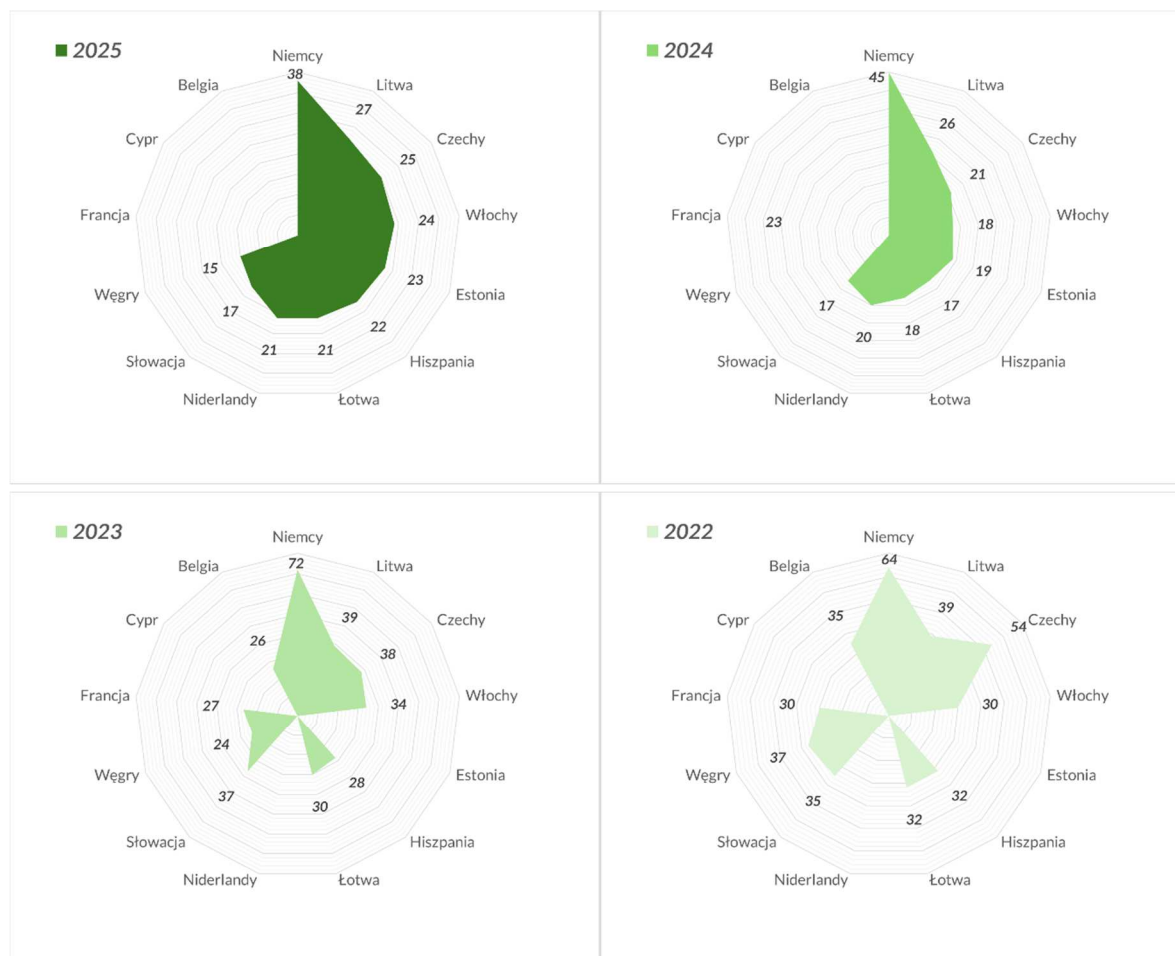 2025
Niemcy
38
Litwa
27
Czechy
25
Włochy
24
Estonia
23
Hiszpania
22
Łotwa
21
Niderlandy
21
Słowacja
17
Węgry
15
Francja
Cypr
Belgia
2024
Niemcy
45
Litwa
26
Czechy
21
Włochy
18
Estonia
19
Hiszpania
17
Łotwa
18
Niderlandy
20
Słowacja
17
Węgry
Francja
23
Cypr
Belgia
2023
Niemcy
72
Litwa
39
Czechy
38
Włochy
34
Estonia
Hiszpania
28
Łotwa
30
Niderlandy
Słowacja
37
Węgry
24
Francja
27
Cypr
Belgia
26
2022
Niemcy
64
Litwa
39
Czechy
54
Włochy
30
Estonia
Hiszpania
32
Łotwa
32
Niderlandy
Słowacja
35
Węgry
37
Francja
30
Cypr
Belgia
35